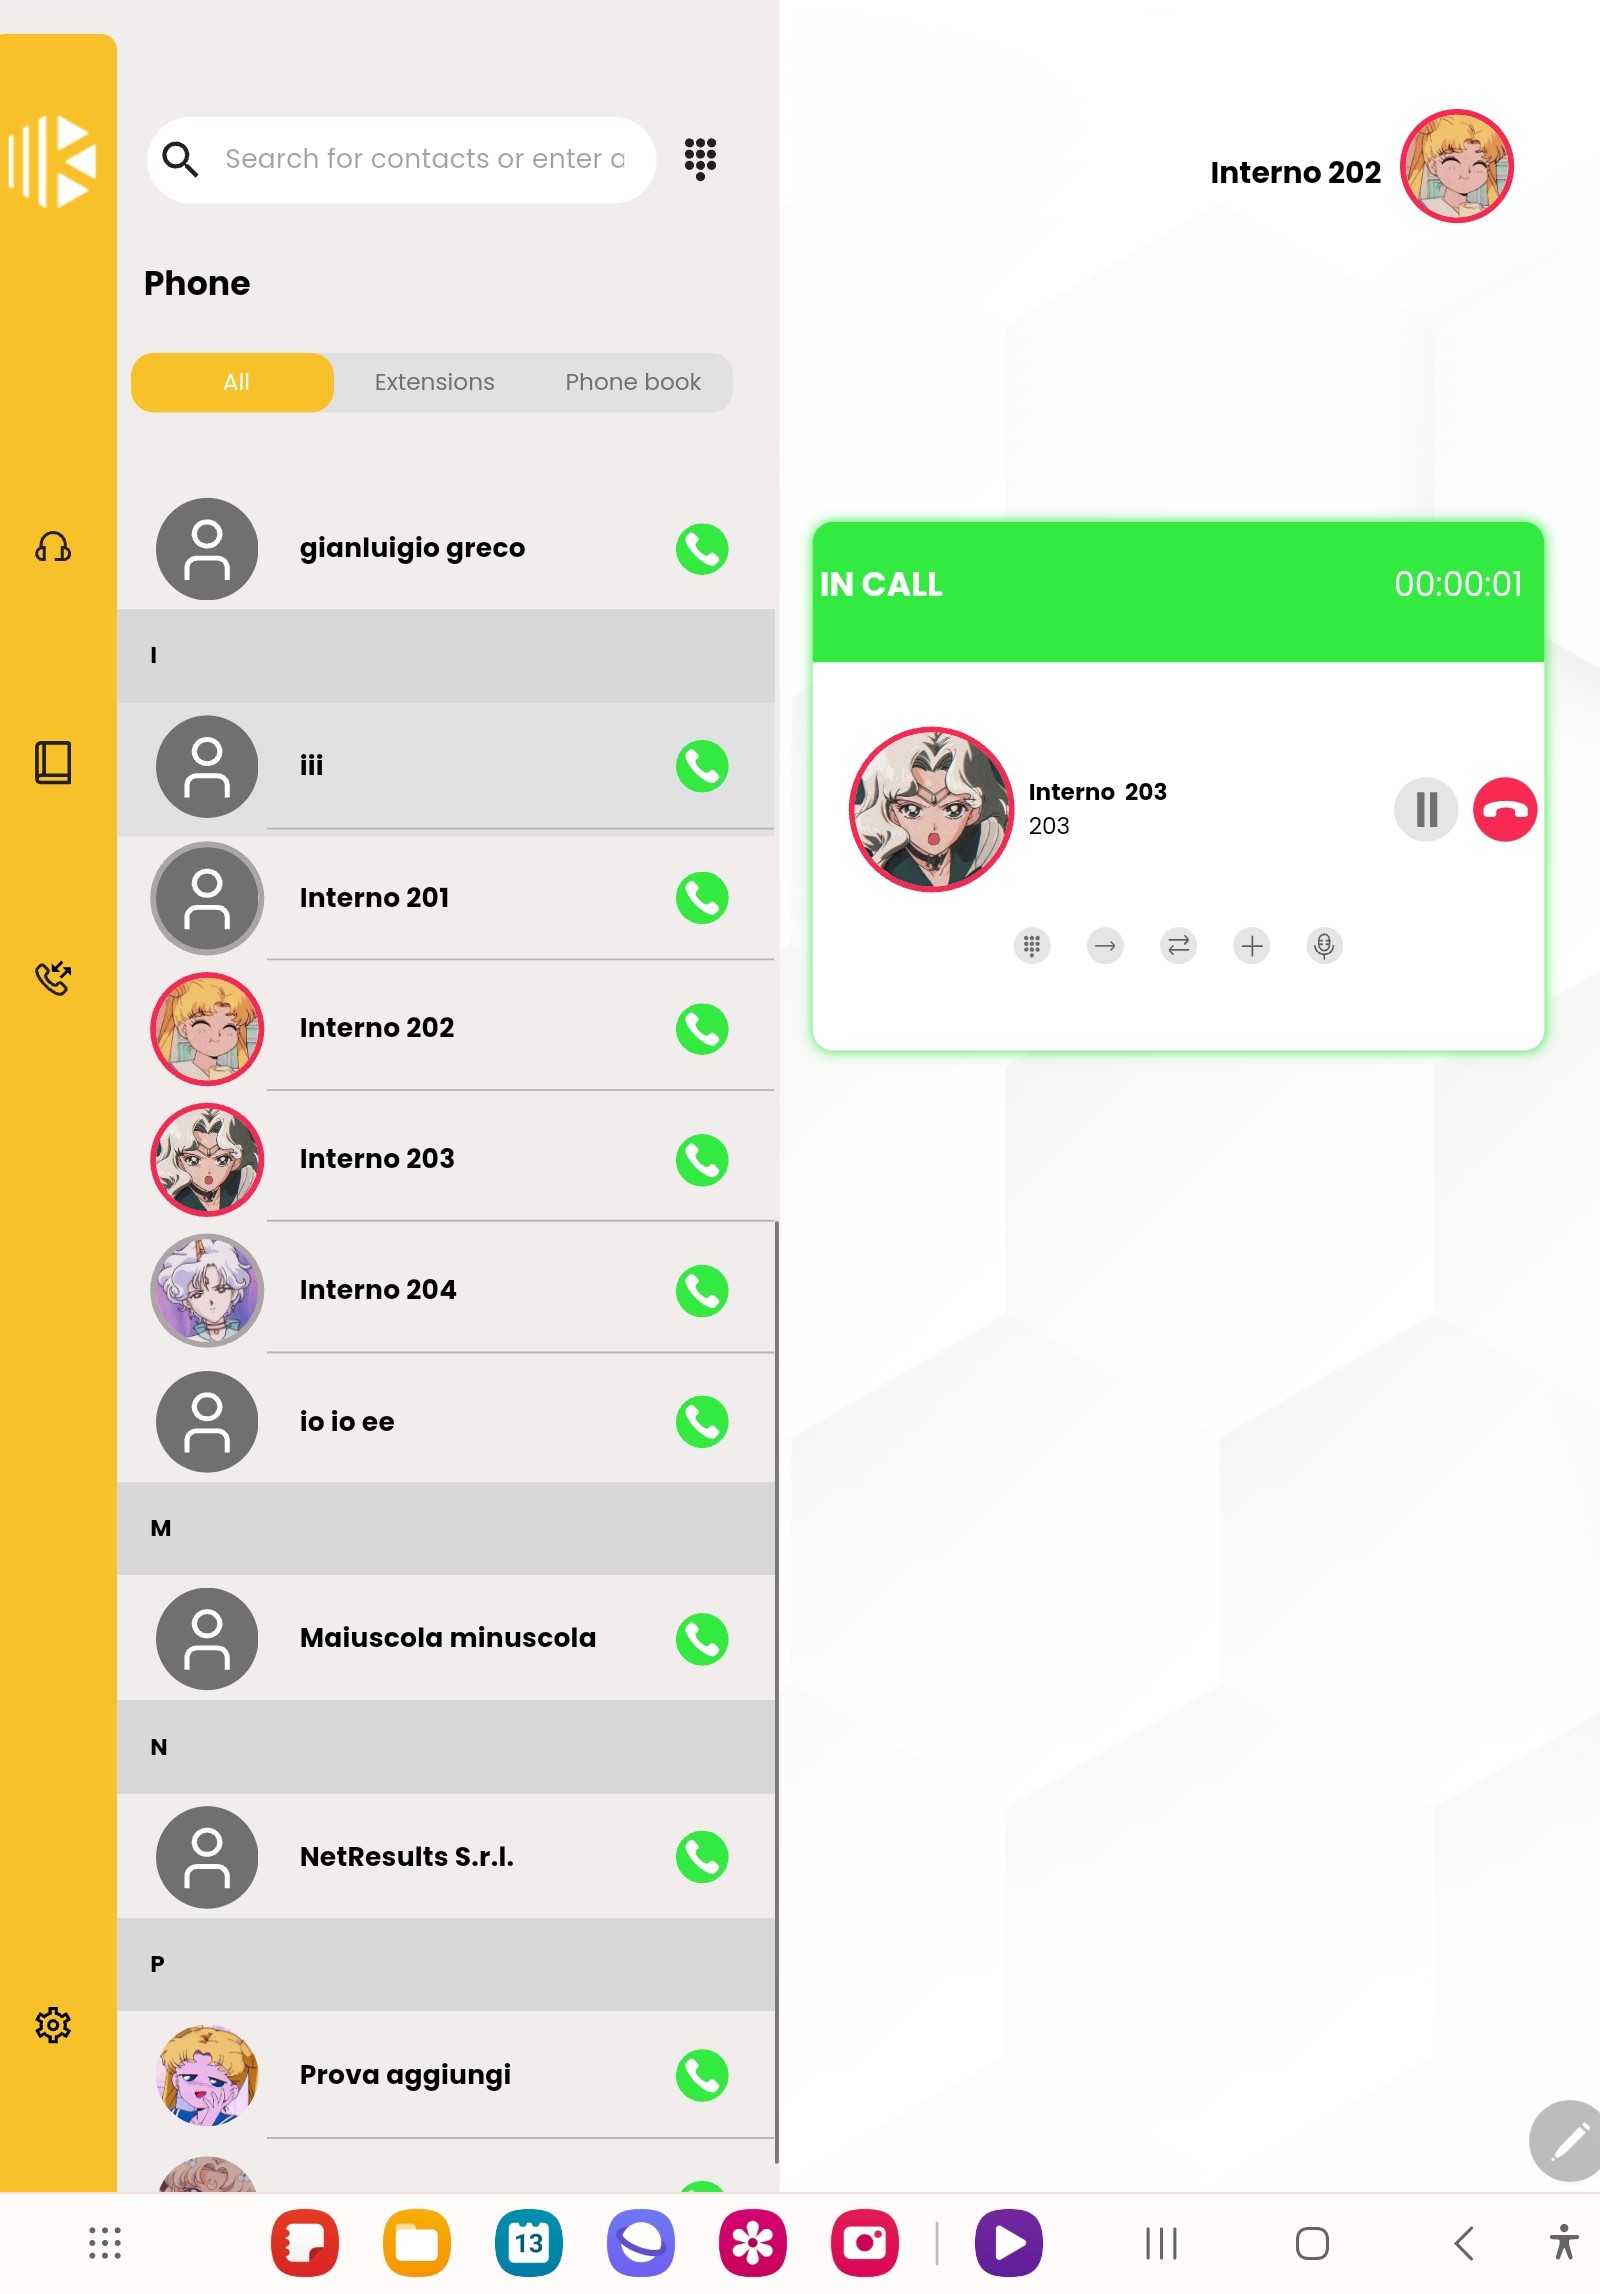 Search for contacts or enter a
Phone
All
Extensions
Phone book
gianluigio greco
I
iii
Interno 201
Interno 202
Interno 203
Interno 204
io io ee
M
Maiuscola minuscola
N
NetResults S.r.l.
P
Prova aggiungi
Interno 202
IN CALL
00:00:01
Interno 203
203
13